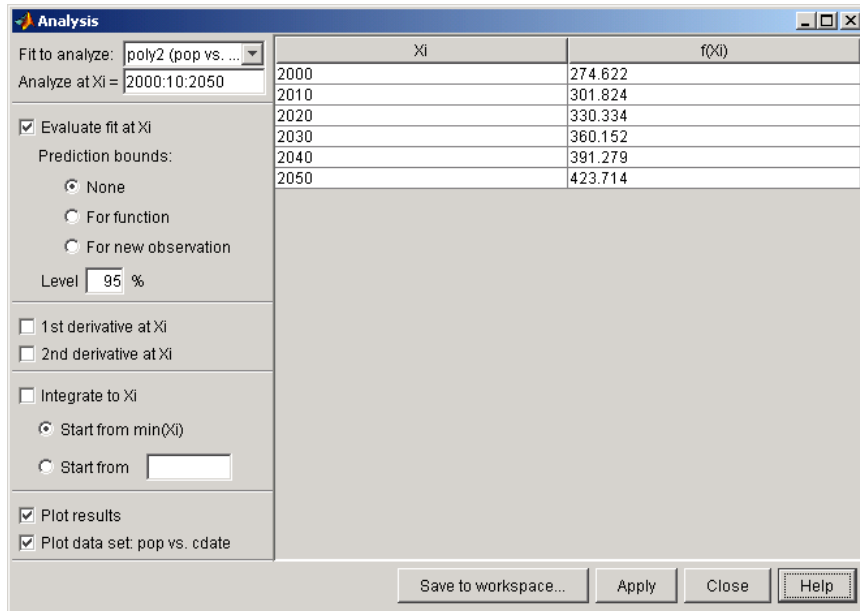 Analysis
Fit to analyze: poly2 (pop vs. ...
Analyze at Xi = 2000:10:2050
Evaluate fit at Xi
Prediction bounds:
None
For function
For new observation
Level 95 %
1st derivative at Xi
2nd derivative at Xi
Integrate to Xi
Start from min(Xi)
Start from
Plot results
Plot data set: pop vs. cdate
Xi f(Xi)
2000 274.622
2010 301.824
2020 330.334
2030 360.152
2040 391.279
2050 423.714
Save to workspace... Apply Close Help